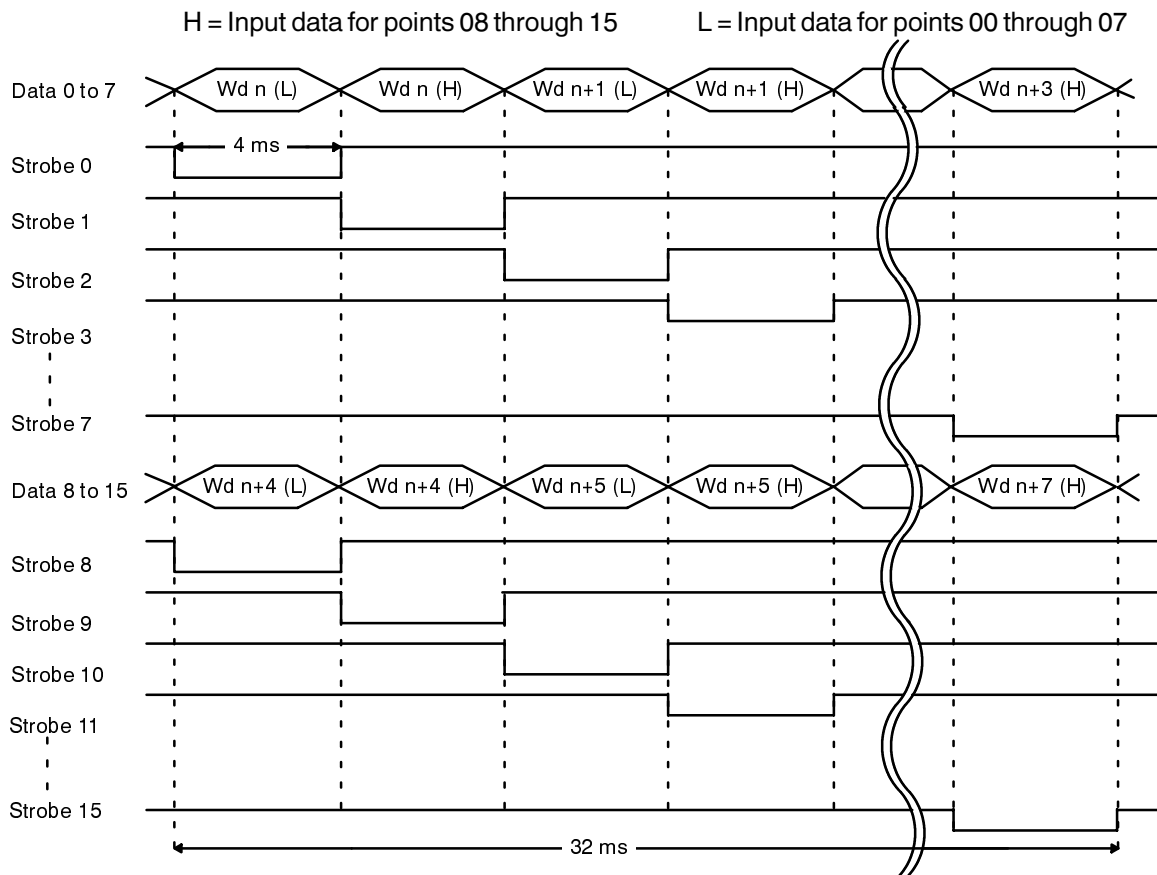 H = Input data for points 08 through 15 L = Input data for points 00 through 07
Data 0 to 7 Wd n (L) Wd n (H) Wd n+1 (L) Wd n+1 (H) Wd n+3 (H)
4 ms
Strobe 0
Strobe 1
Strobe 2
Strobe 3
Strobe 7
Data 8 to 15 Wd n+4 (L) Wd n+4 (H) Wd n+5 (L) Wd n+5 (H) Wd n+7 (H)
Strobe 8
Strobe 9
Strobe 10
Strobe 11
Strobe 15
32 ms